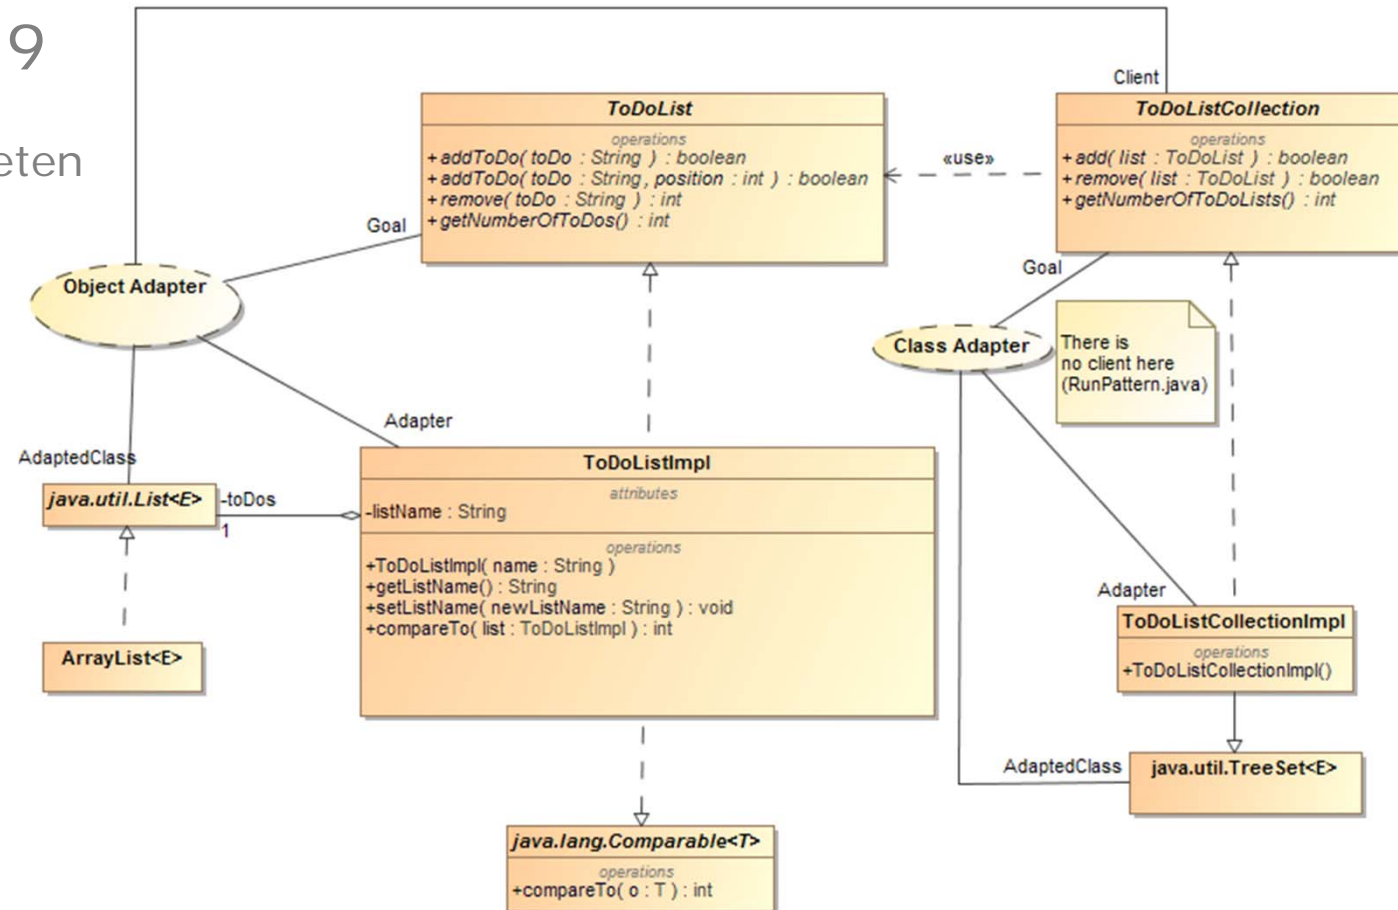 9
eten
Client
ToDoList
operations
+addToDo( toDo : String ) : boolean
+addToDo( toDo : String, position : int ) : boolean
+remove( toDo : String ) : int
+getNumberOfToDos() : int
«use»
ToDoListCollection
operations
+add( list : ToDoList ) : boolean
+remove( list : ToDoList ) : boolean
+getNumberOfToDoLists() : int
Goal
Object Adapter
Goal
Class Adapter
There is
no client here
(RunPattern.java)
Adapter
AdaptedClass
java.util.List<E>
-toDos
1
ArrayList<E>
ToDoListImpl
attributes
-listName : String
operations
+ToDoListImpl( name : String )
+getListName() : String
+setListName( newListName : String ) : void
+compareTo( list : ToDoListImpl ) : int
Adapter
ToDoListCollectionImpl
operations
+ToDoListCollectionImpl()
AdaptedClass
java.util.TreeSet<E>
java.lang.Comparable<T>
operations
+compareTo( o : T ) : int